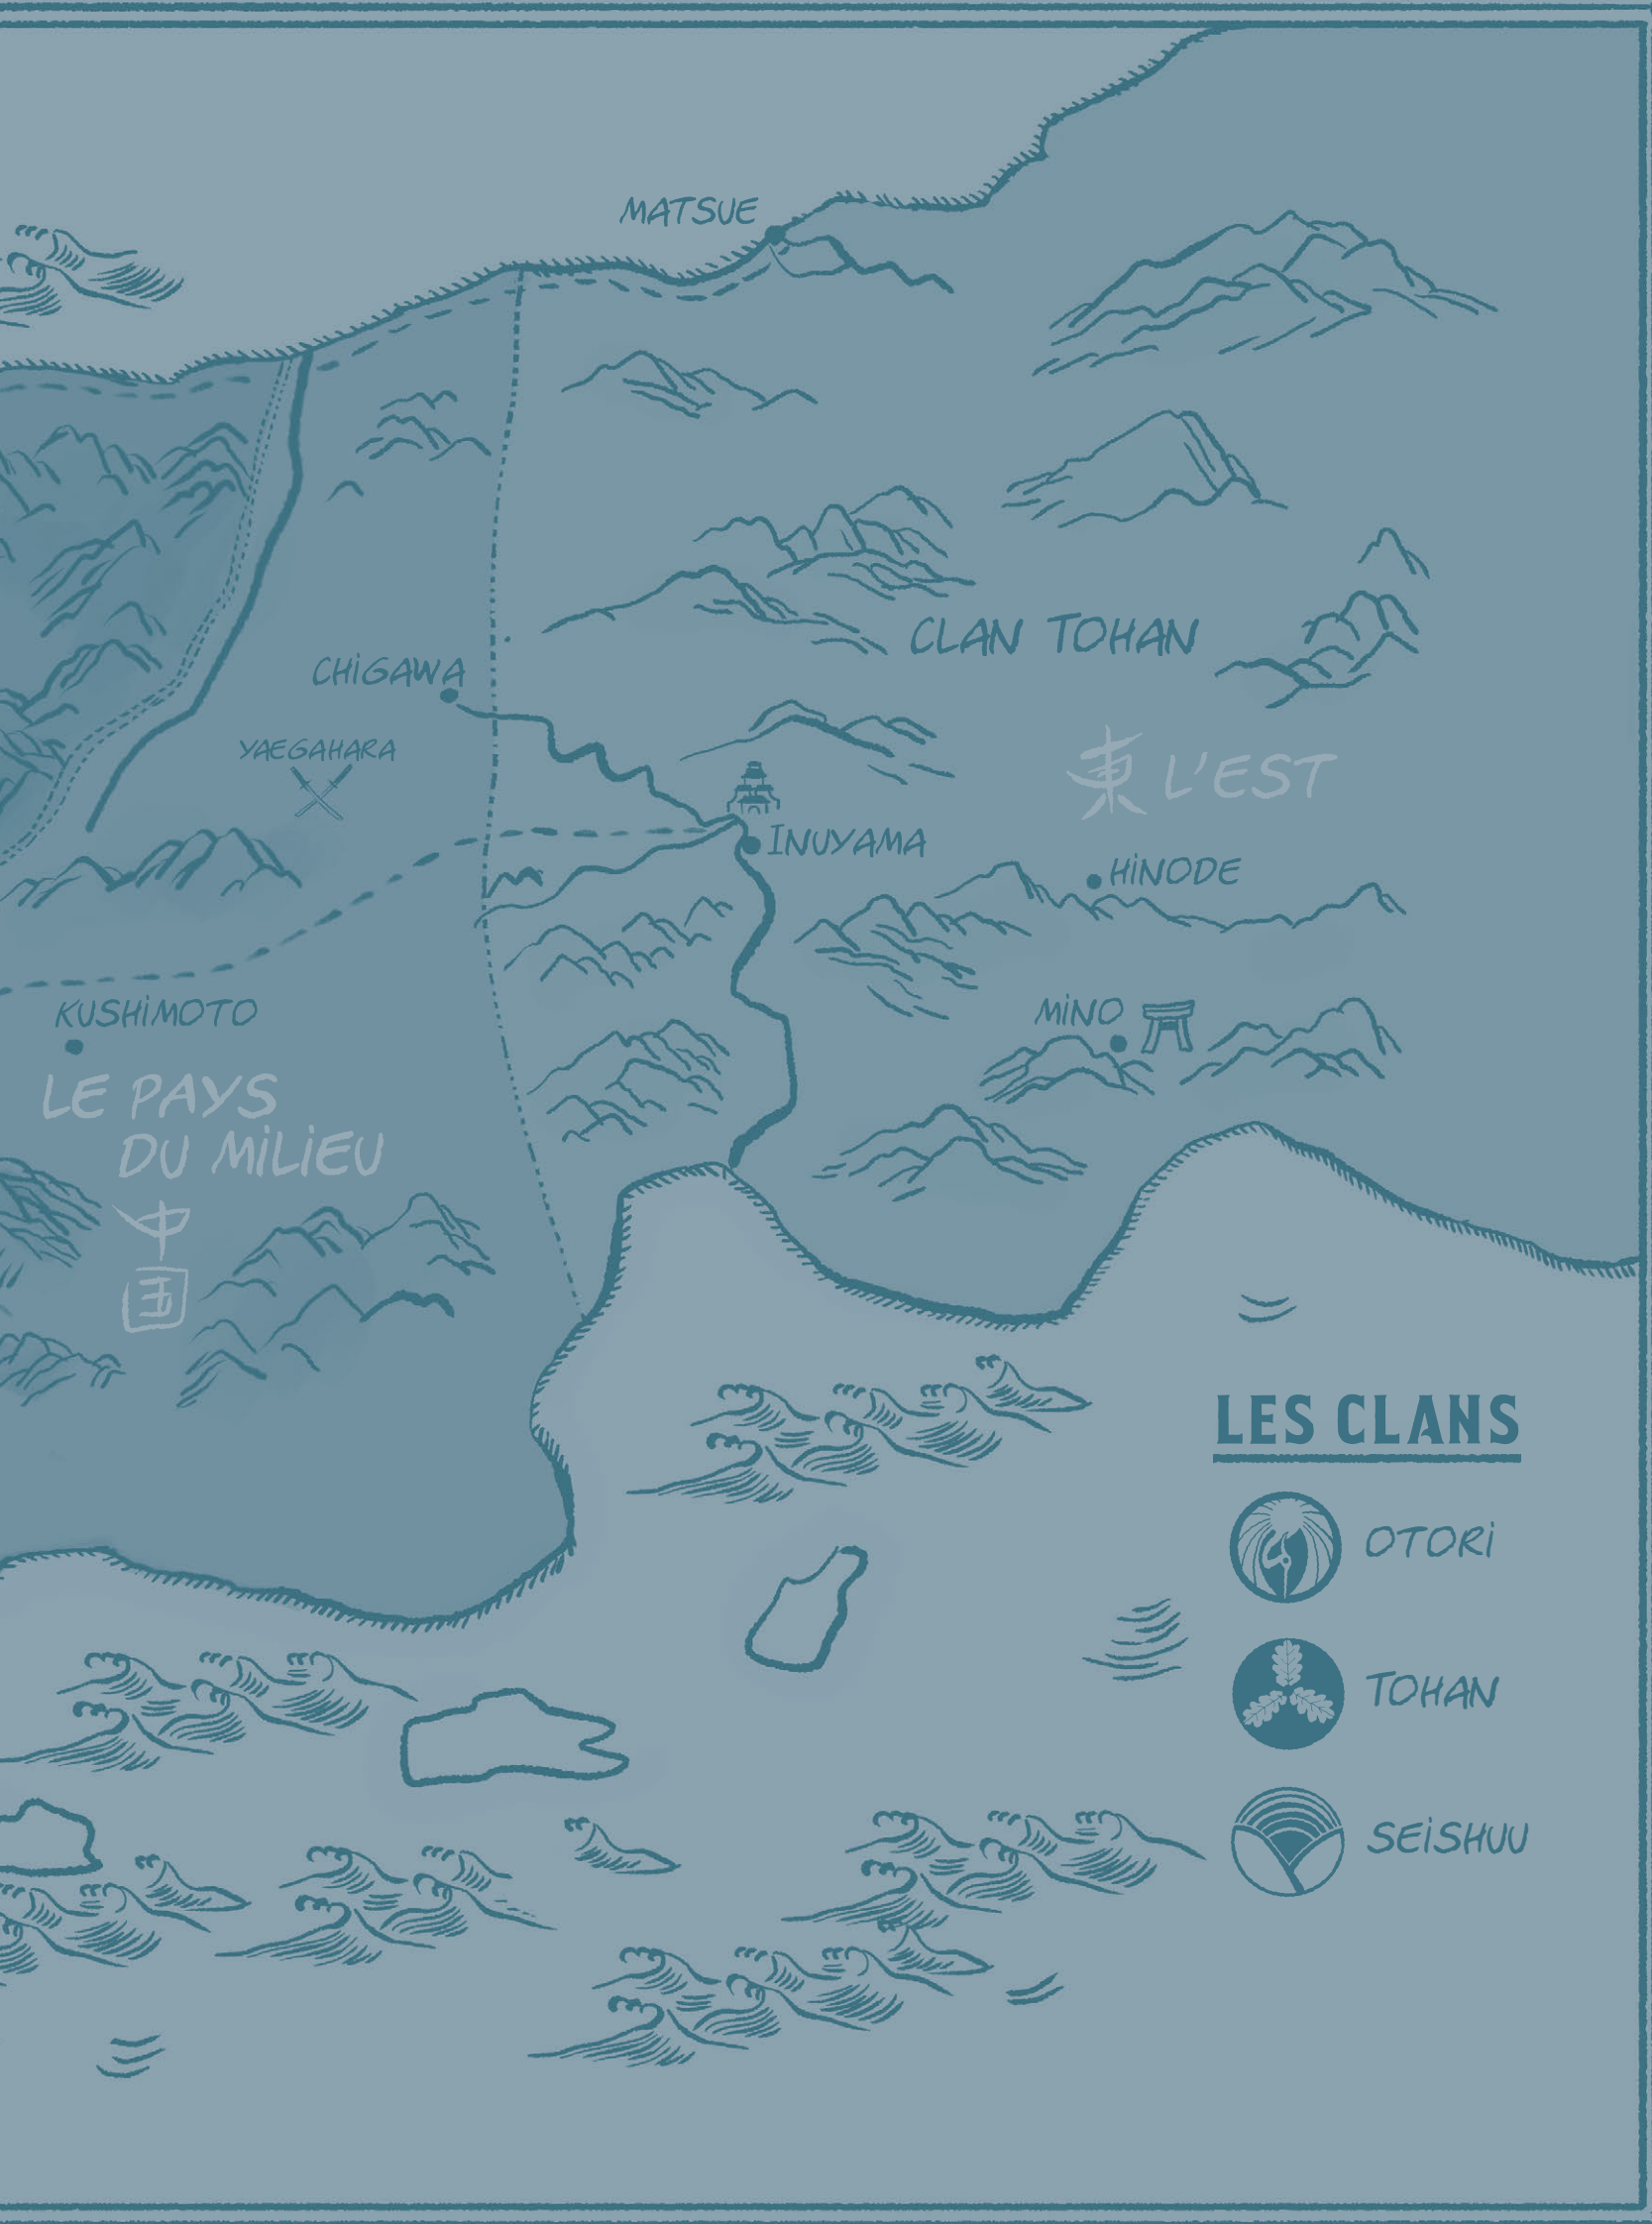 MATSUE
CLAN TOHAN
CHIGAWA
YAEGAHARA
東 L'EST
INUYAMA
HINODE
KUSHIMOTO
MINO
LE PAYS
DU MILIEU
中
国
LES CLANS
OTORI
TOHAN
SEISHUU